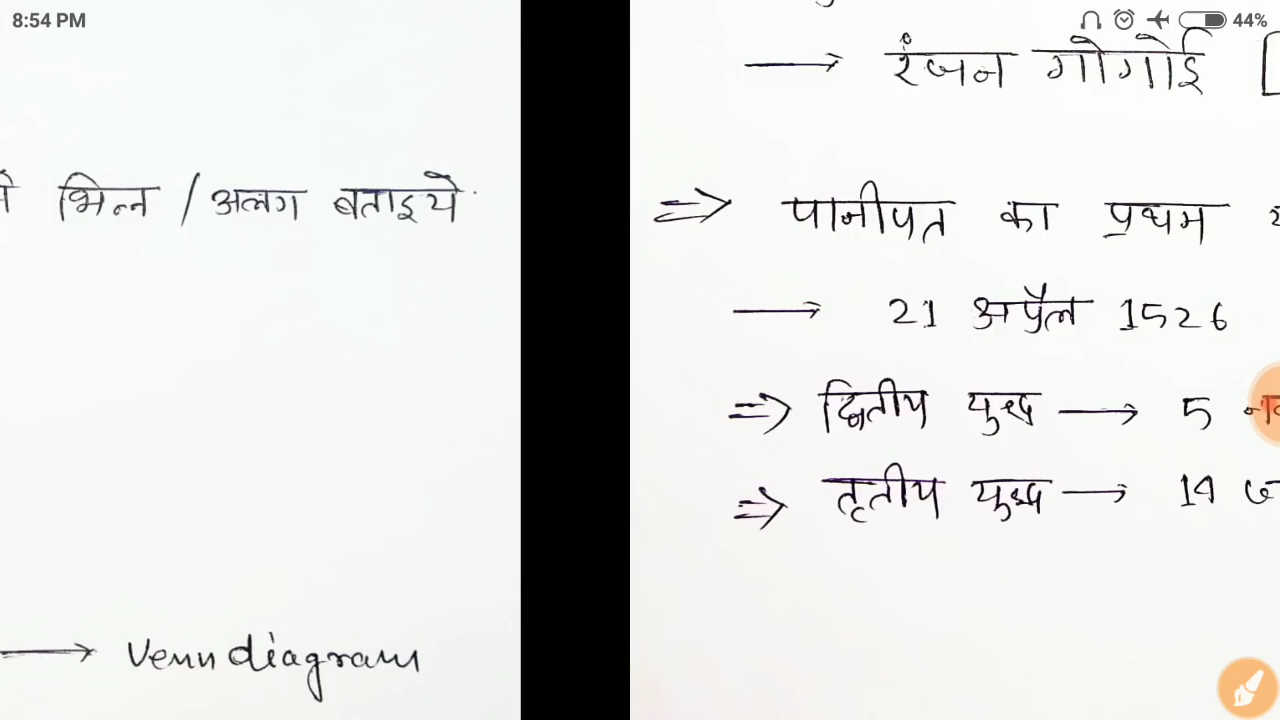 8:54 PM
44%
भिन्न / अलग बताइये
→ Venn diagram
→ रंजन गोगोई [
⇒ पानीपत का प्रथम
→ 21 अप्रैल 1526
⇒ द्वितीय युद्ध → 5
⇒ तृतीय युद्ध → 14